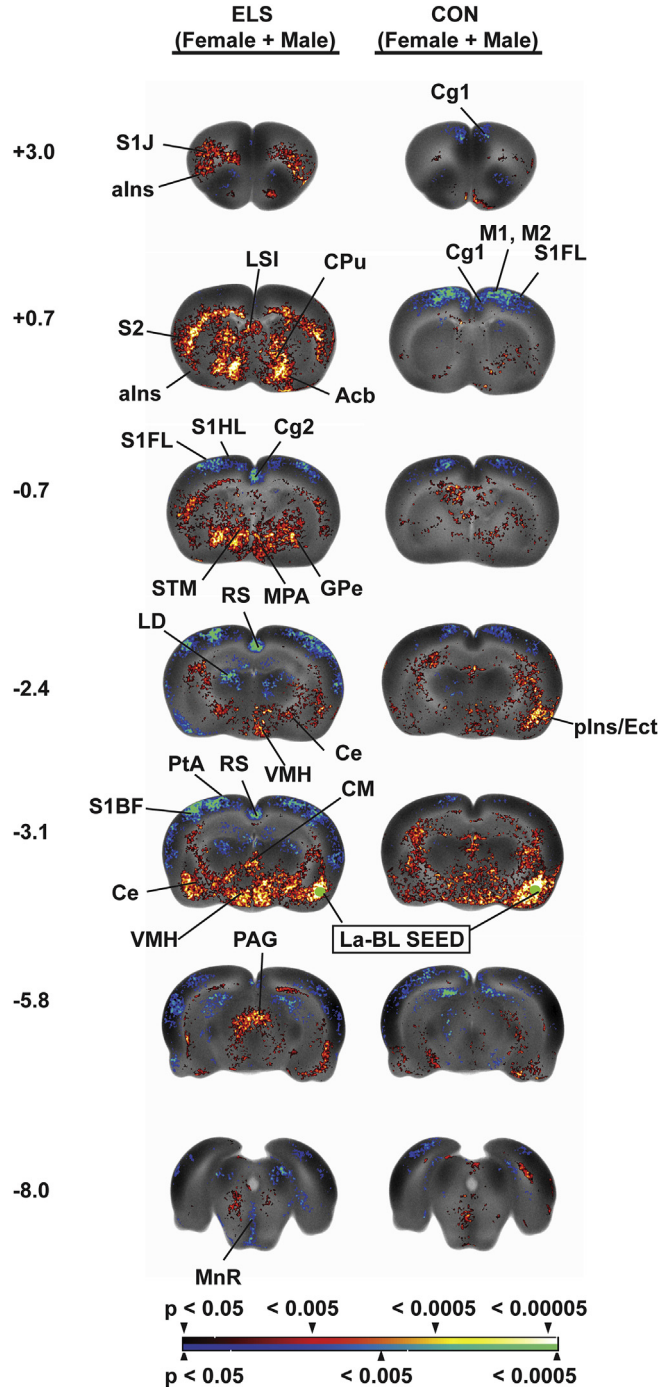 ELS CON
(Female + Male) (Female + Male)
Cg1
+3.0
S1J
aIns
M1, M2
LSI CPu Cg1 S1FL
+0.7
S2
aIns Acb
S1FL S1HL Cg2
-0.7
STM MPA GPe
RS
LD
-2.4
pIns/Ect
Ce
VMH
PtA RS
CM
S1BF
-3.1
Ce
VMH La-BL SEED
PAG
-5.8
-8.0
MnR
p < 0.05 < 0.005 < 0.0005 < 0.00005
p < 0.05 < 0.005 < 0.0005